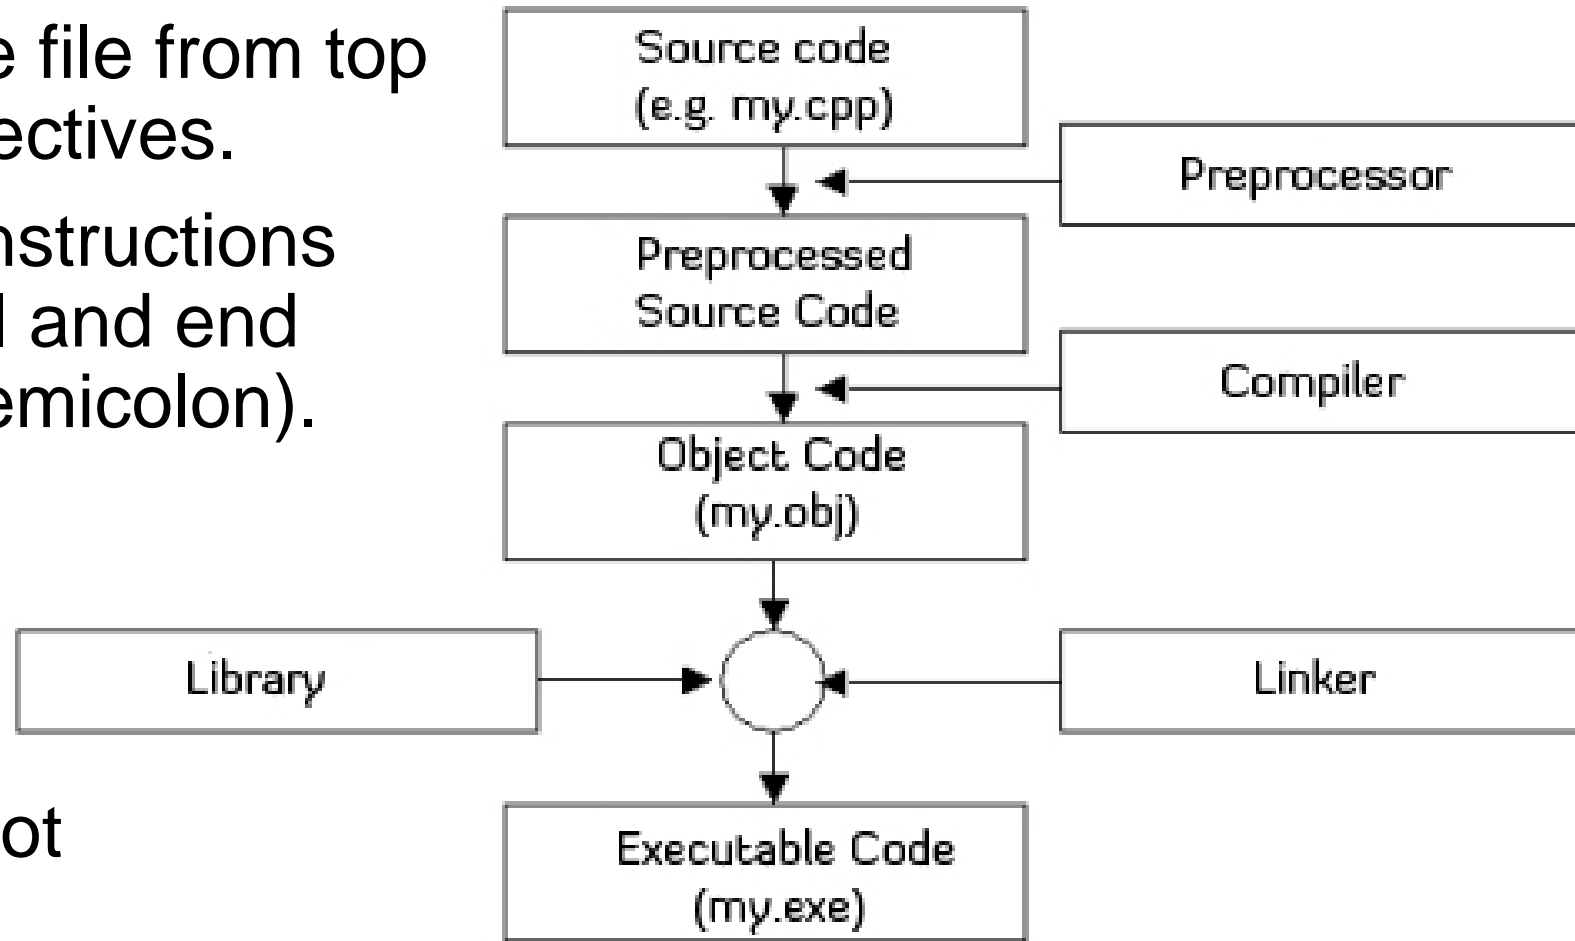 e file from top
ectives.
nstructions
l and end
emicolon).
ot
Source code
(e.g. my.cpp)
Preprocessor
Preprocessed
Source Code
Compiler
Object Code
(my.obj)
Library
Linker
Executable Code
(my.exe)